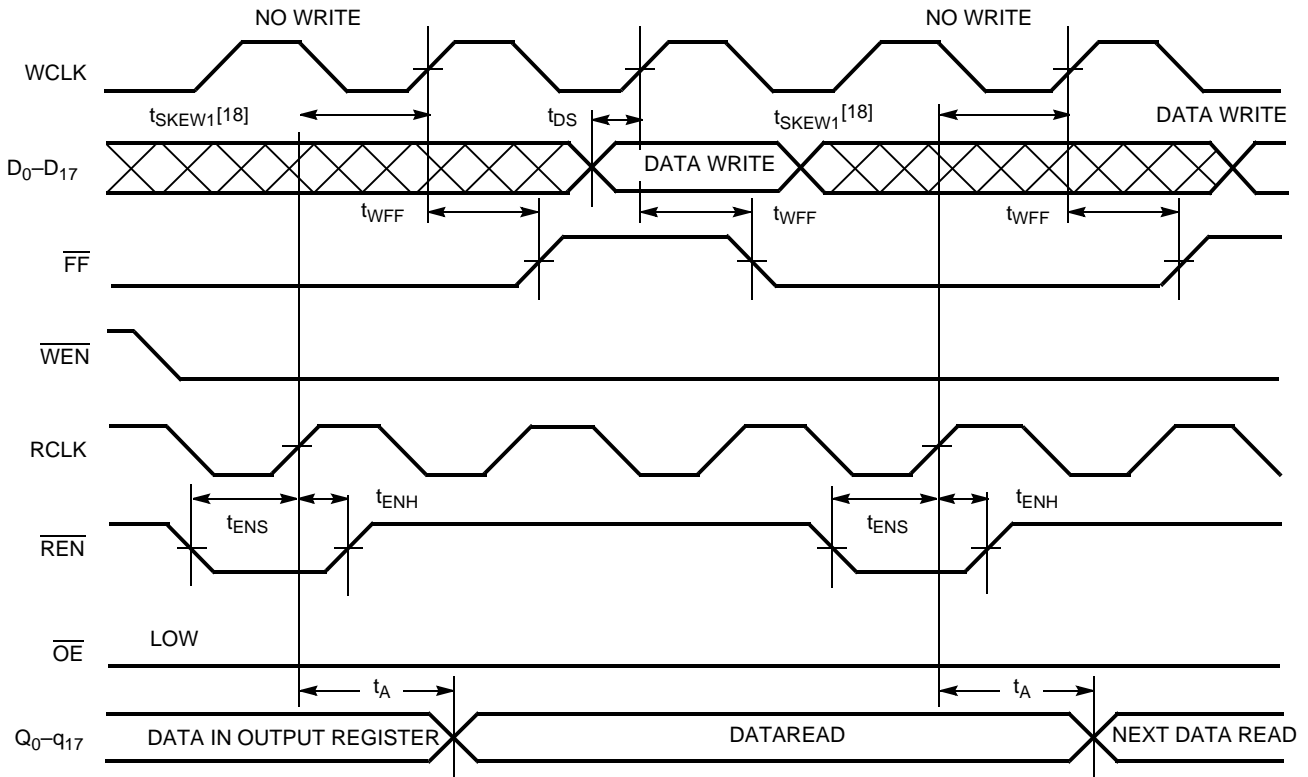 NO WRITE NO WRITE
WCLK
tSKEW1[18] tDS tSKEW1[18] DATA WRITE
D0–D17 DATA WRITE
tWFF tWFF tWFF
FF
WEN
RCLK
tENS tENH tENS tENH
REN
OE LOW
tA tA
Q0–q17 DATA IN OUTPUT REGISTER DATAREAD NEXT DATA READ